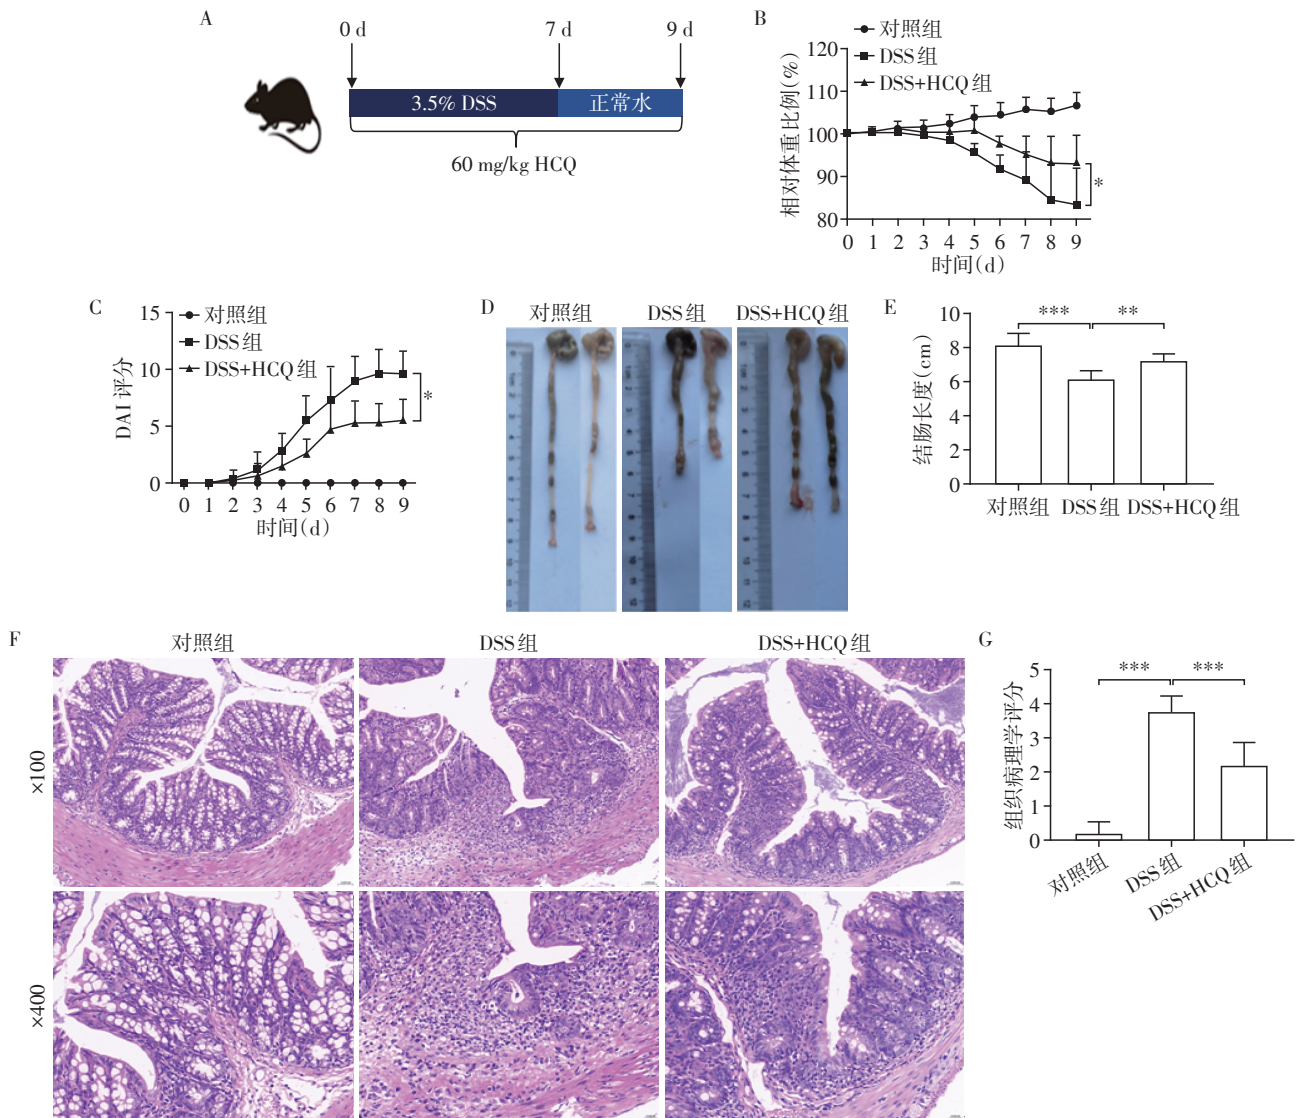 A
0 d
7 d
9 d
3.5% DSS
正常水
60 mg/kg HCQ
B
对照组
DSS组
DSS+HCQ组
相对体重比例(%)
120
110
100
90
80
0 1 2 3 4 5 6 7 8 9
时间(d)
*
C
对照组
DSS组
DSS+HCQ组
DAI 评分
15
10
5
0
0 1 2 3 4 5 6 7 8 9
时间(d)
*
D
对照组
DSS组
DSS+HCQ组
E
***
**
结肠长度(cm)
10
8
6
4
2
0
对照组
DSS组
DSS+HCQ组
F
对照组
DSS组
DSS+HCQ组
×100
×400
G
***
***
组织病理学评分
5
4
3
2
1
0
对照组
DSS组
DSS+HCQ组